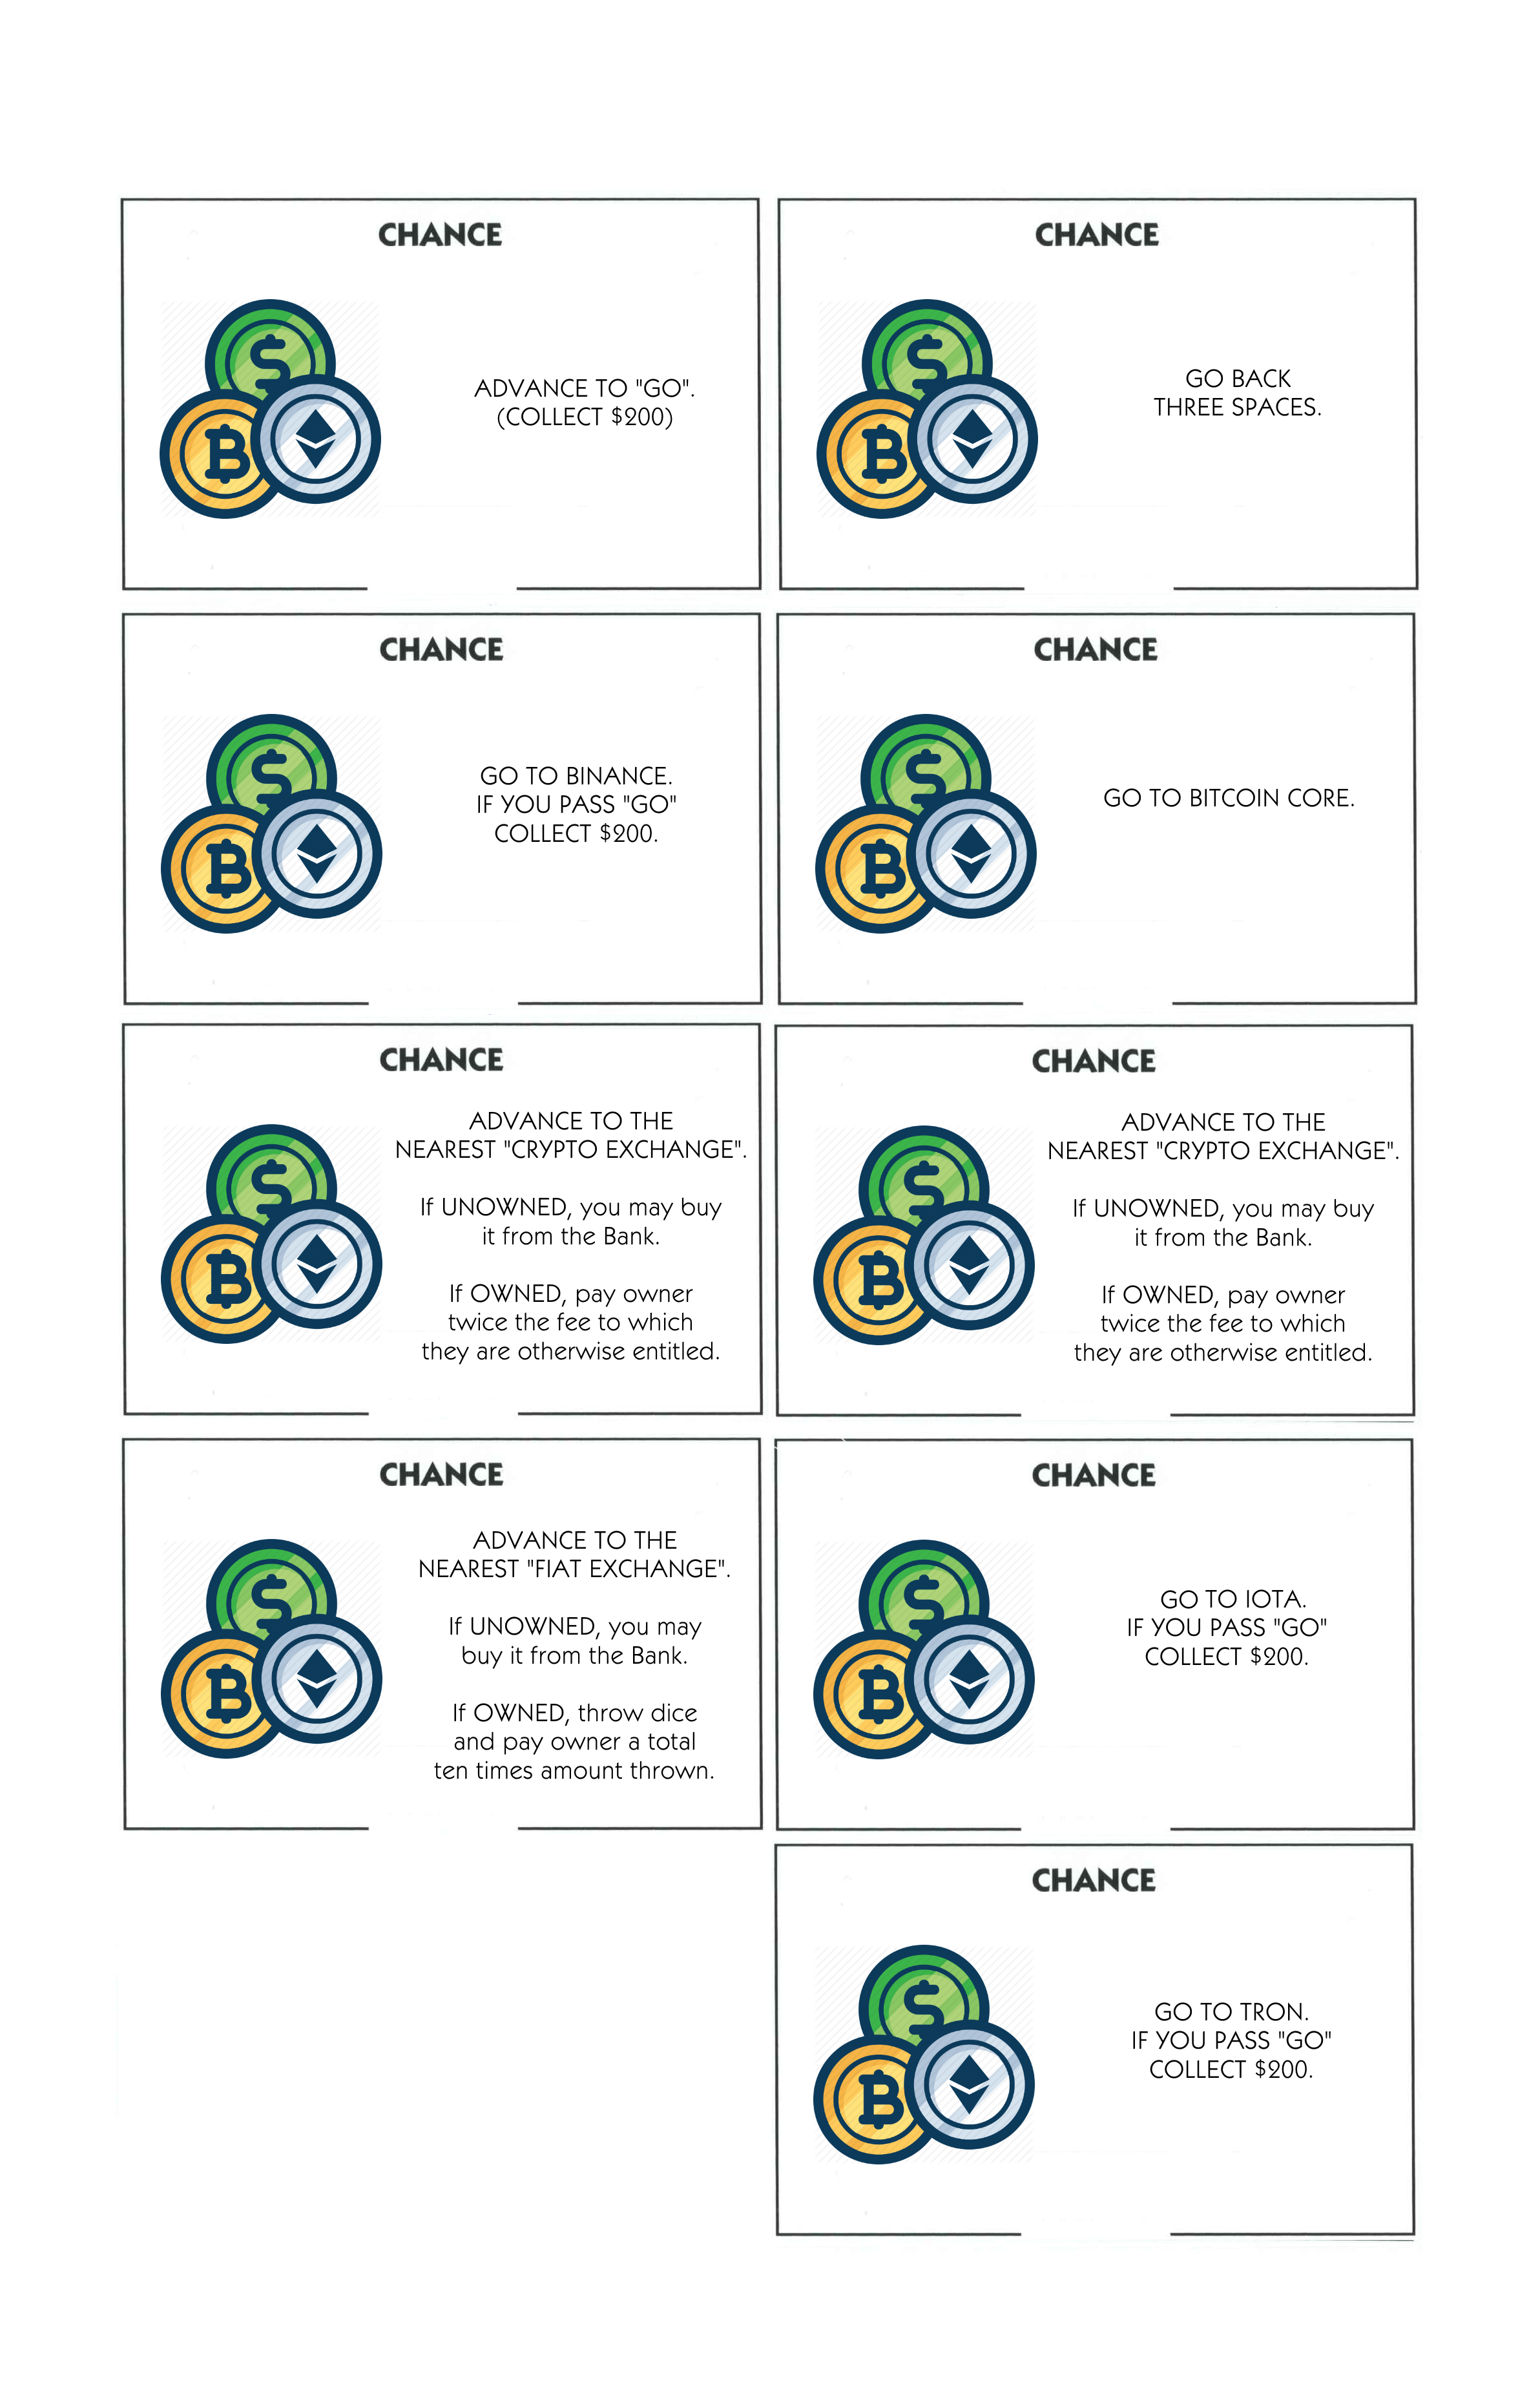 CHANCE
ADVANCE TO "GO".
(COLLECT $200)
CHANCE
GO BACK
THREE SPACES.
CHANCE
GO TO BINANCE.
IF YOU PASS "GO"
COLLECT $200.
CHANCE
GO TO BITCOIN CORE.
CHANCE
ADVANCE TO THE
NEAREST "CRYPTO EXCHANGE".
If UNOWNED, you may buy
it from the Bank.
If OWNED, pay owner
twice the fee to which
they are otherwise entitled.
CHANCE
ADVANCE TO THE
NEAREST "CRYPTO EXCHANGE".
If UNOWNED, you may buy
it from the Bank.
If OWNED, pay owner
twice the fee to which
they are otherwise entitled.
CHANCE
ADVANCE TO THE
NEAREST "FIAT EXCHANGE".
If UNOWNED, you may
buy it from the Bank.
If OWNED, throw dice
and pay owner a total
ten times amount thrown.
CHANCE
GO TO IOTA.
IF YOU PASS "GO"
COLLECT $200.
CHANCE
GO TO TRON.
IF YOU PASS "GO"
COLLECT $200.